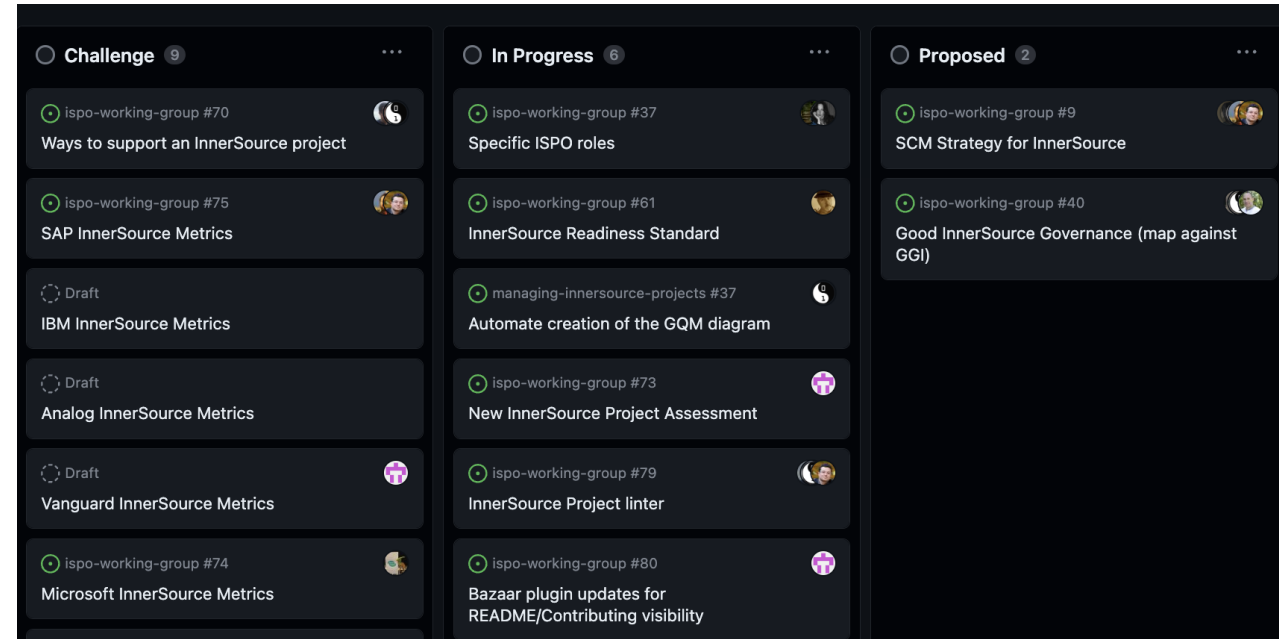 Challenge 9
ispo-working-group #70
Ways to support an InnerSource project
ispo-working-group #75
SAP InnerSource Metrics
Draft
IBM InnerSource Metrics
Draft
Analog InnerSource Metrics
Draft
Vanguard InnerSource Metrics
ispo-working-group #74
Microsoft InnerSource Metrics
In Progress 6
ispo-working-group #37
Specific ISPO roles
ispo-working-group #61
InnerSource Readiness Standard
managing-innersource-projects #37
Automate creation of the GQM diagram
ispo-working-group #73
New InnerSource Project Assessment
ispo-working-group #79
InnerSource Project linter
ispo-working-group #80
Bazaar plugin updates for
README/Contributing visibility
Proposed 2
ispo-working-group #9
SCM Strategy for InnerSource
ispo-working-group #40
Good InnerSource Governance (map against
GGI)